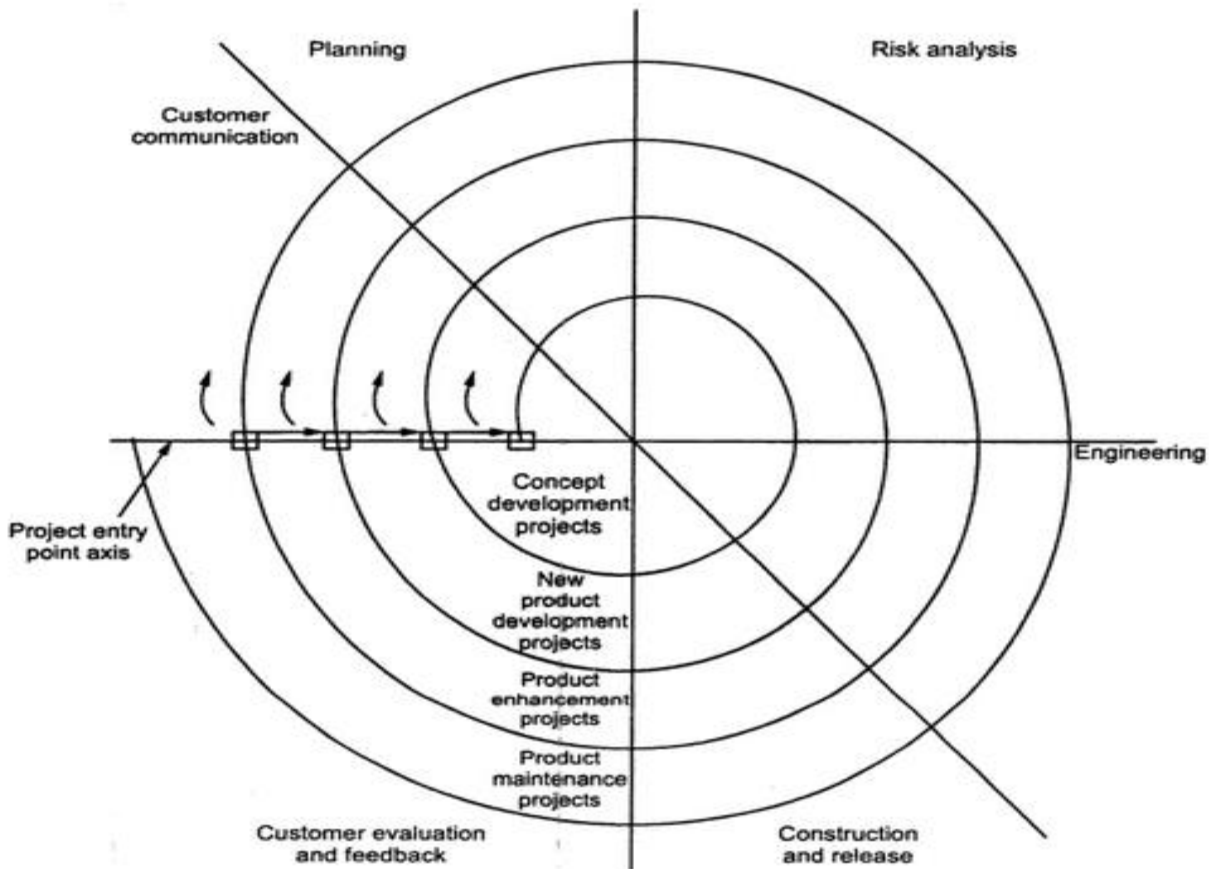 Planning
Risk analysis
Customer
communication
Engineering
Project entry
point axis
Concept
development
projects
New
product
development
projects
Product
enhancement
projects
Product
maintenance
projects
Customer evaluation
and feedback
Construction
and release